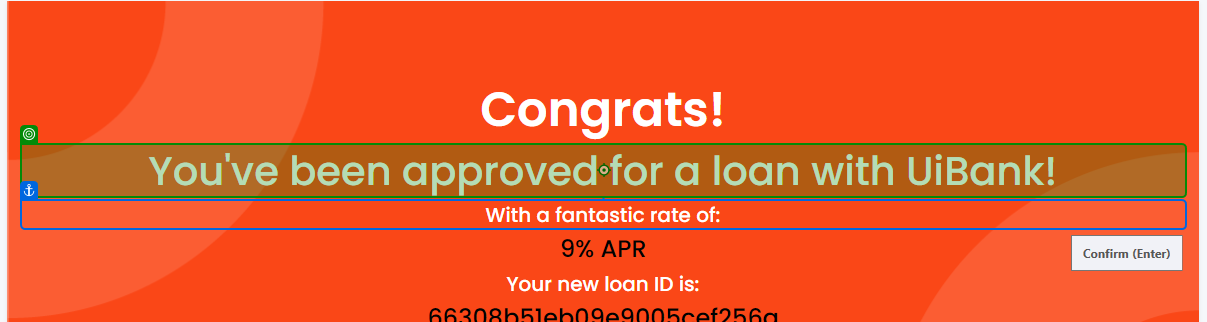 Congrats!
You've been approved for a loan with UiBank!
With a fantastic rate of:
9% APR
Confirm (Enter)
Your new loan ID is:
66308b51eb09e9005cef256a